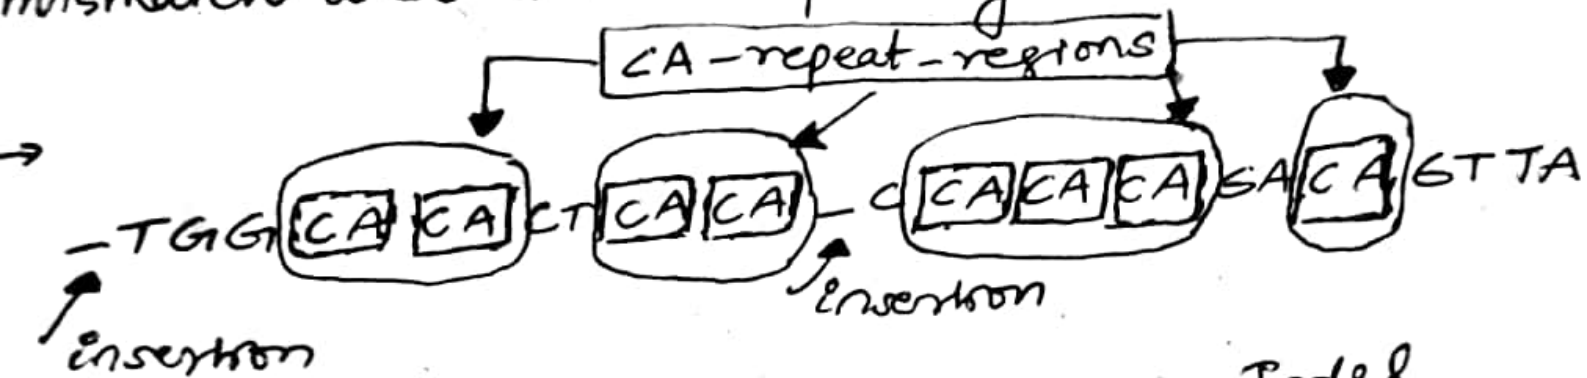 CA-repeat-regions
→
-TGG CA CA CT CA CA - C CA CA CA GA CA GTTA
insertion
insertion